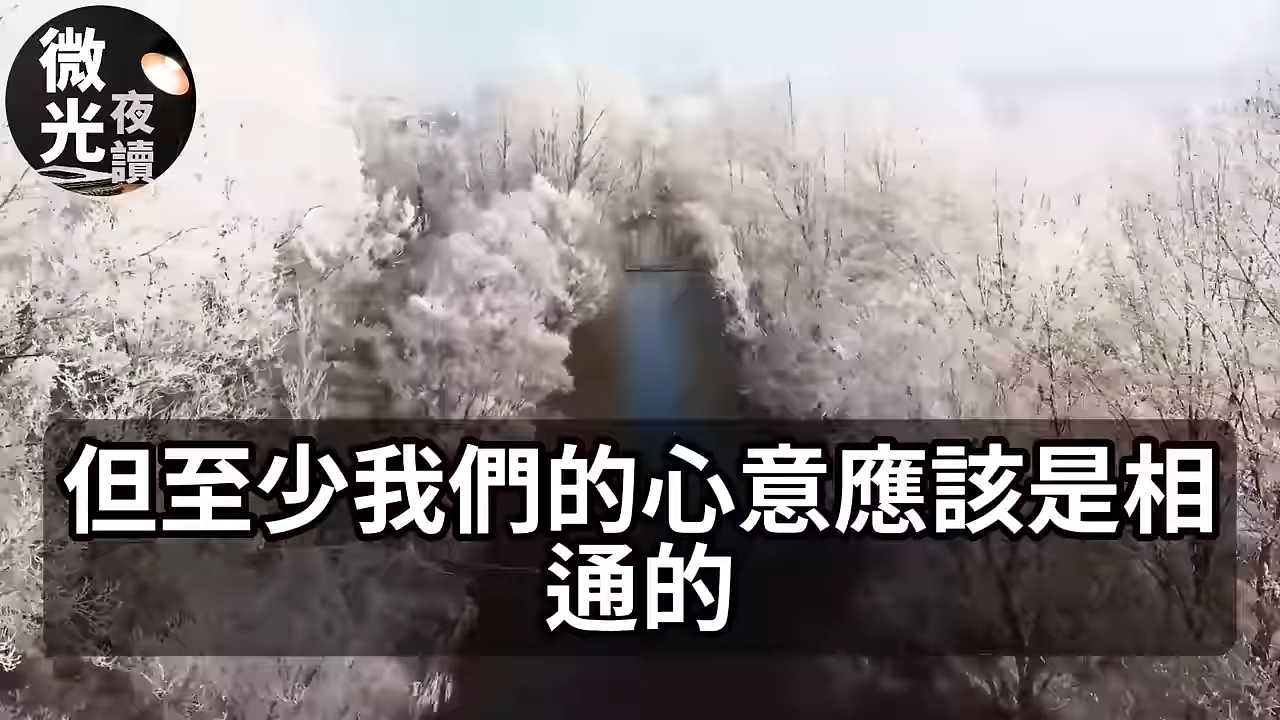 微光
夜讀
但至少我們的心意應該是相
通的